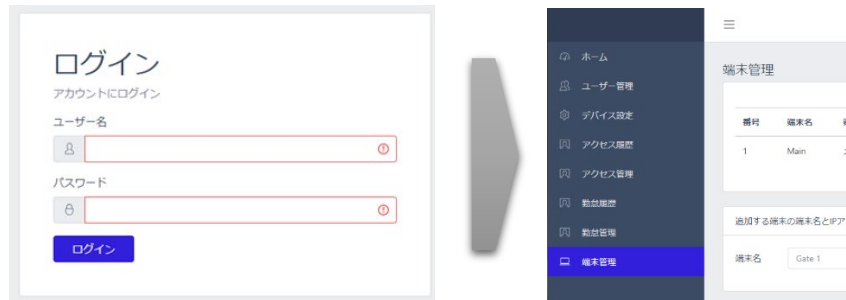 ログイン
アカウントにログイン
ユーザー名
パスワード
ログイン
ホーム
ユーザー管理
デバイス設定
アクセス履歴
アクセス管理
勤怠履歴
勤怠管理
端末管理
端末管理
番号 端末名
1 Main
追加する端末の端末名とIPア
端末名 Gate 1